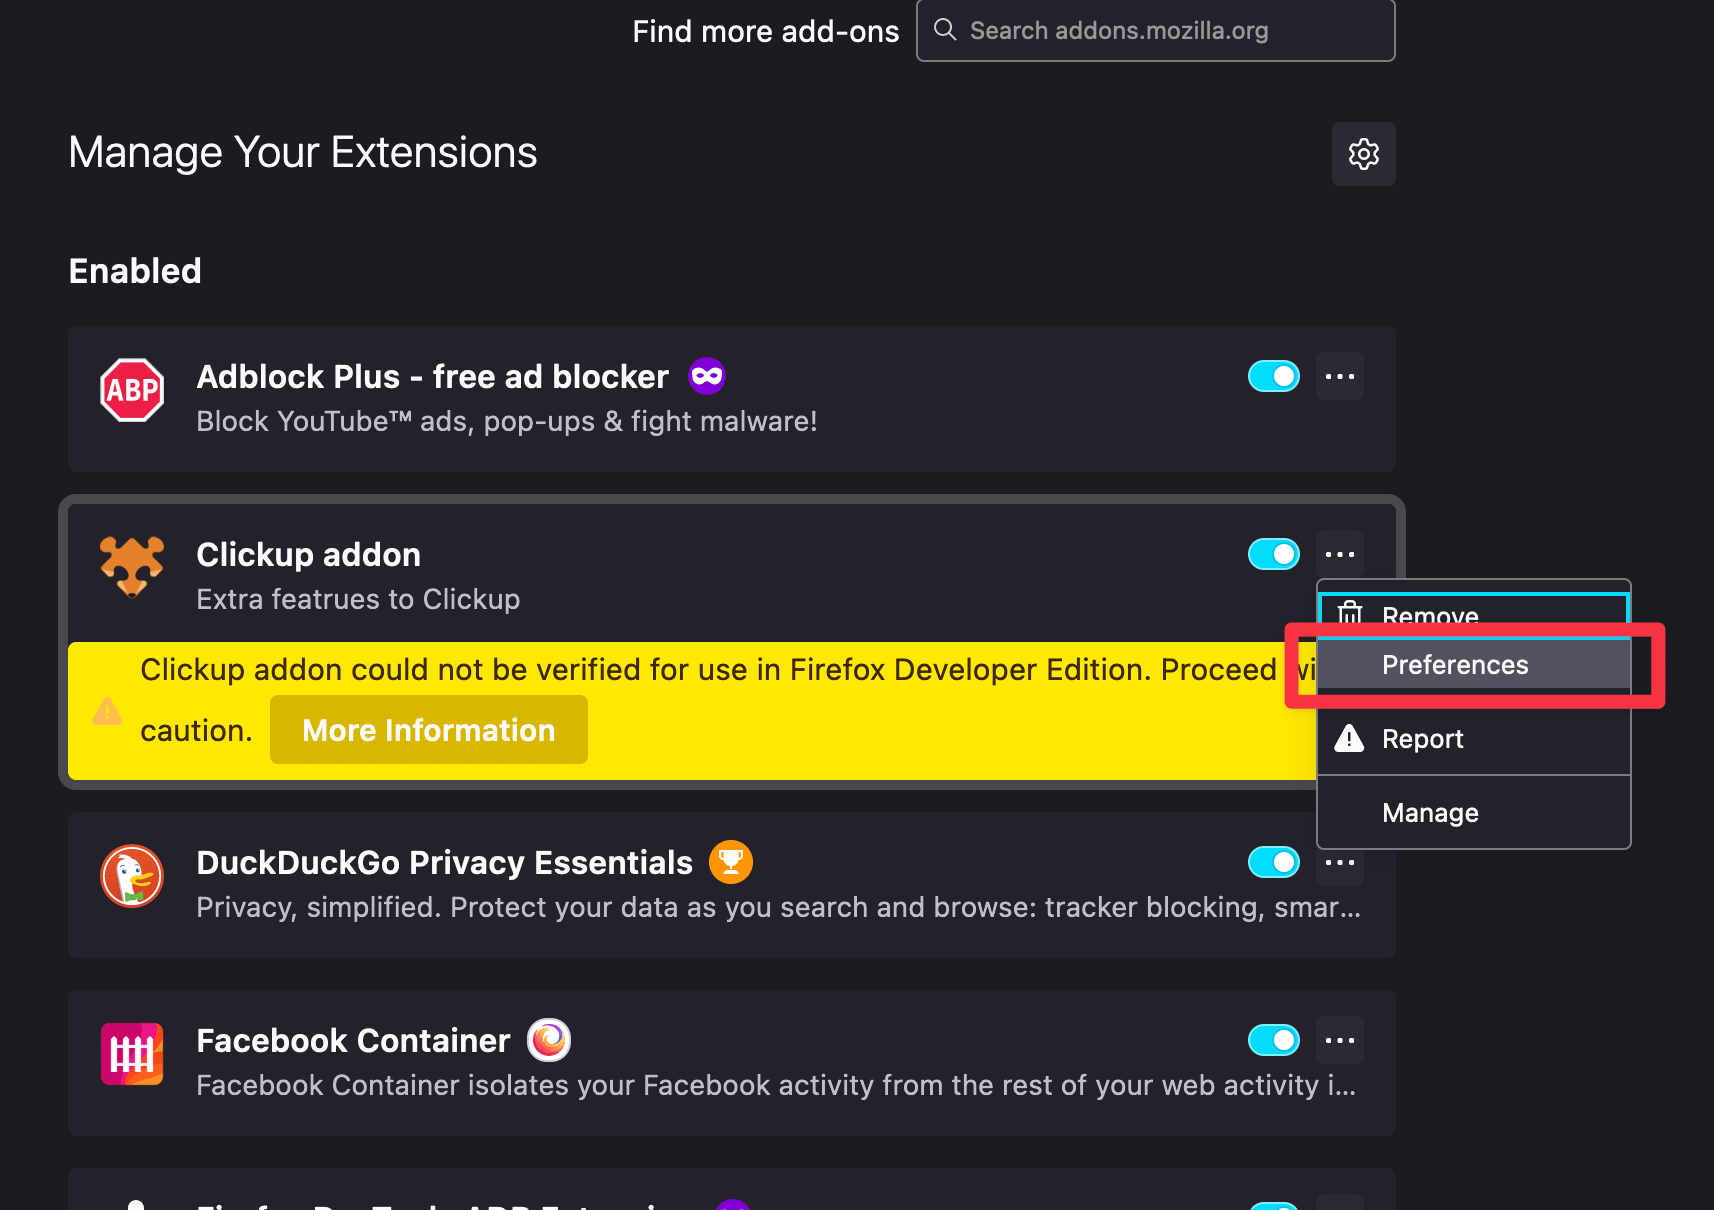 Find more add-ons
Search addons.mozilla.org
Manage Your Extensions
Enabled
ABP
Adblock Plus - free ad blocker
Block YouTube™ ads, pop-ups & fight malware!
Clickup addon
Extra featrues to Clickup
Remove
Preferences
Report
Manage
Clickup addon could not be verified for use in Firefox Developer Edition. Proceed
caution.
More Information
DuckDuckGo Privacy Essentials
Privacy, simplified. Protect your data as you search and browse: tracker blocking, smar...
Facebook Container
Facebook Container isolates your Facebook activity from the rest of your web activity i...